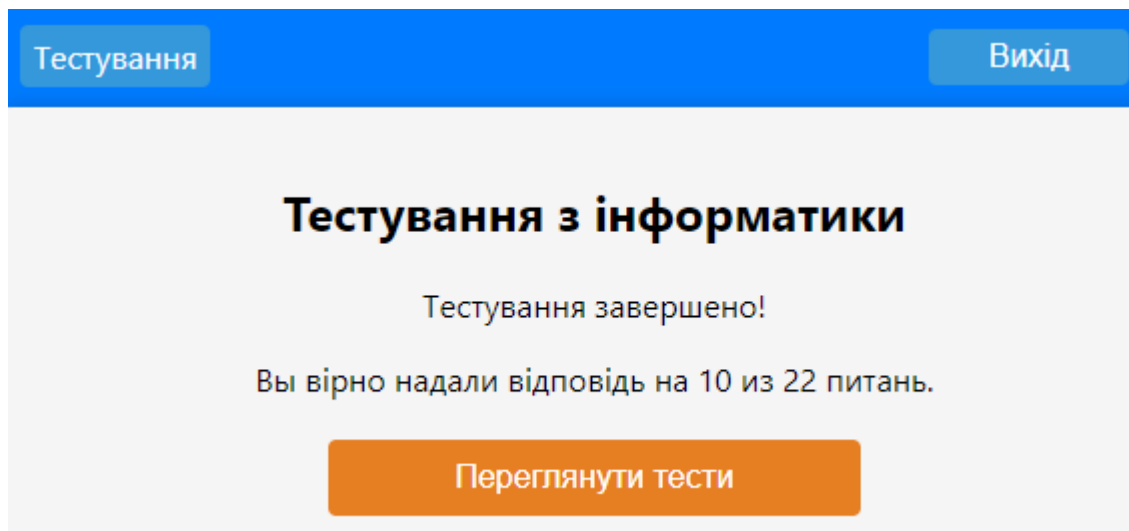 Тестування
Вихід
Тестування з інформатики
Тестування завершено!
Вы вірно надали відповідь на 10 из 22 питань.
Переглянути тести